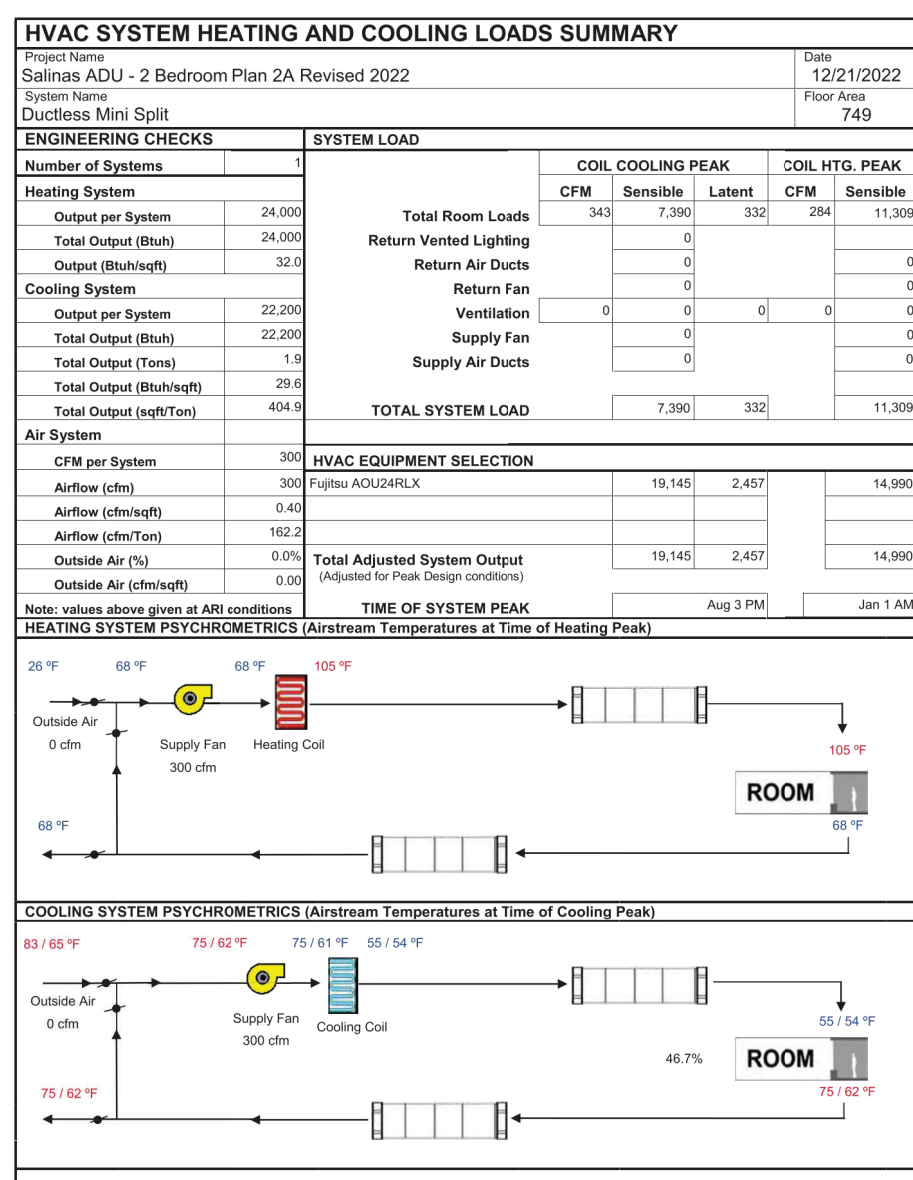 HVAC SYSTEM HEATING AND COOLING LOADS SUMMARY
Project Name
Salinas ADU - 2 Bedroom Plan 2A Revised 2022
Date
12/21/2022
System Name
Ductless Mini Split
Floor Area
749
ENGINEERING CHECKS
Number of Systems 1
Heating System
Output per System 24,000
Total Output (Btuh) 24,000
Output (Btuh/sqft) 32.0
Cooling System
Output per System 22,200
Total Output (Btuh) 22,200
Total Output (Tons) 1.9
Total Output (Btuh/sqft) 29.6
Total Output (sqft/Ton) 404.9
Air System
CFM per System 300
Airflow (cfm) 300
Airflow (cfm/sqft) 0.40
Airflow (cfm/Ton) 162.2
Outside Air (%) 0.0%
Outside Air (cfm/sqft) 0.00
Note: values above given at ARI conditions
SYSTEM LOAD
COIL COOLING PEAK COIL HTG. PEAK
CFM Sensible Latent CFM Sensible
Total Room Loads 343 7,390 332 284 11,309
Return Vented Lighting 0
Return Air Ducts 0 0
Return Fan 0 0
Ventilation 0 0 0 0 0
Supply Fan 0 0
Supply Air Ducts 0 0
TOTAL SYSTEM LOAD 7,390 332 11,309
HVAC EQUIPMENT SELECTION
Fujitsu AOU24RLX 19,145 2,457 14,990
Total Adjusted System Output 19,145 2,457 14,990
(Adjusted for Peak Design conditions)
TIME OF SYSTEM PEAK Aug 3 PM Jan 1 AM
HEATING SYSTEM PSYCHROMETRICS (Airstream Temperatures at Time of Heating Peak)
26 ºF 68 ºF 68 ºF 105 ºF
Outside Air
0 cfm
Supply Fan
300 cfm
Heating Coil
105 ºF
ROOM
68 ºF 68 ºF
COOLING SYSTEM PSYCHROMETRICS (Airstream Temperatures at Time of Cooling Peak)
83 / 65 ºF 75 / 62 ºF 75 / 61 ºF 55 / 54 ºF
Outside Air
0 cfm
Supply Fan
300 cfm
Cooling Coil
55 / 54 ºF
46.7% ROOM
75 / 62 ºF 75 / 62 ºF